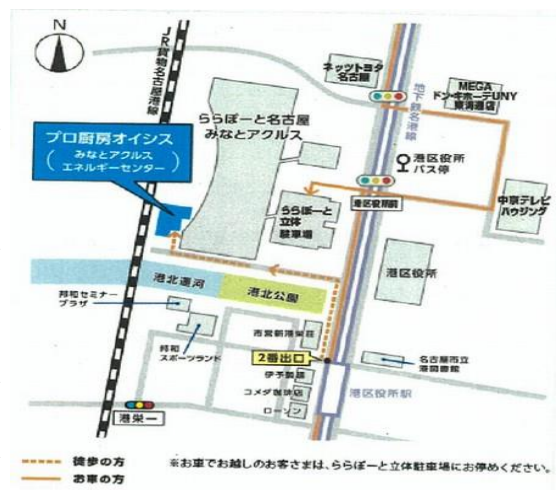 JR貨物名古屋港線
ネッツトヨタ
名古屋
地下鉄名港線
MEGA
ドン・キホーテUNY
東海通店
ららぽーと名古屋
みなとアクルス
プロ厨房オイシス
(みなとアクルス
エネルギーセンター)
港区役所
バス停
港区役所前
中京テレビ
ハウジング
ららぽーと
立体
駐車場
港区役所
港北運河
港北公園
邦和セミナー
プラザ
邦和
スポーツランド
市営新港栄荘
2番出口
名古屋市立
港図書館
伊予製麺
コメダ珈琲店
ローソン
港区役所駅
港栄一
徒歩の方
お車の方
※お車でお越しのお客さまは、ららぽーと立体駐車場にお停めください。